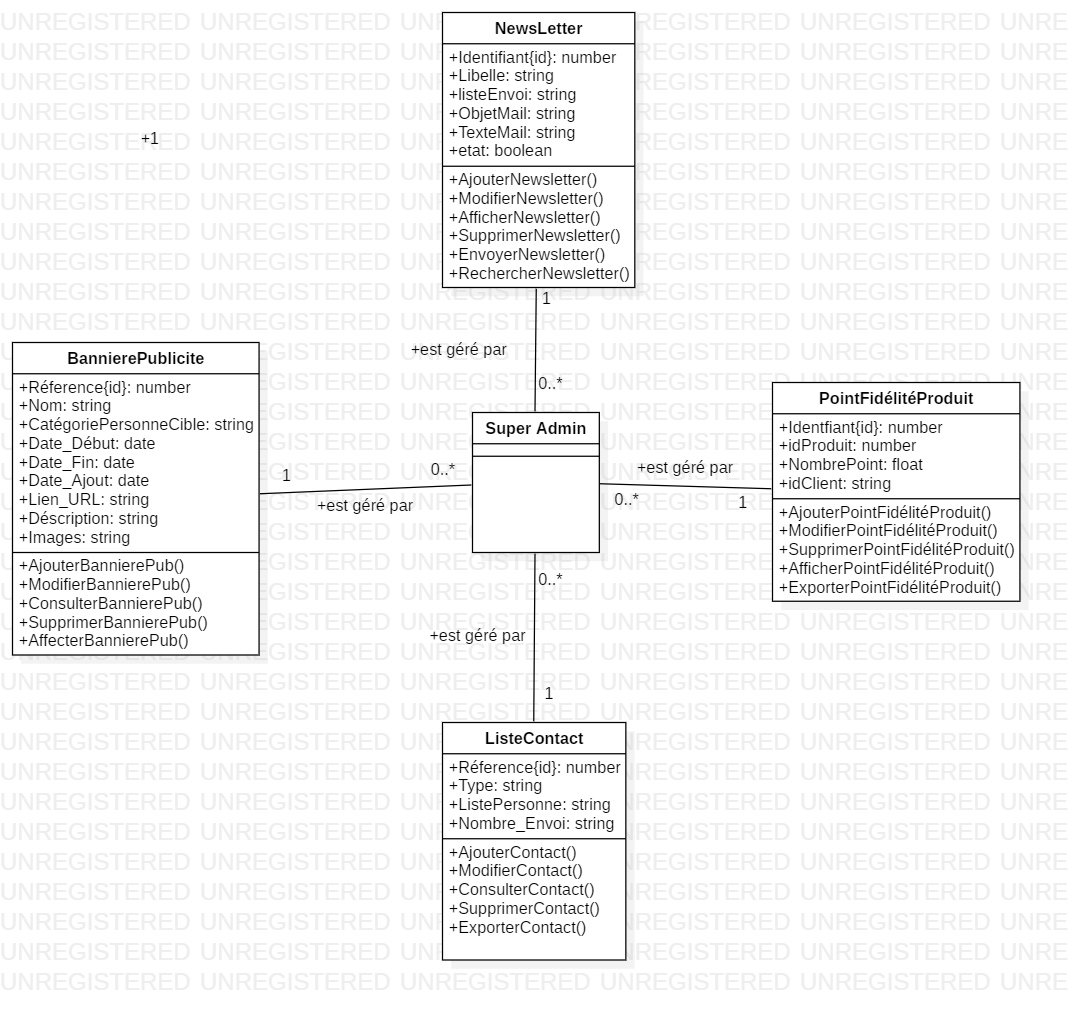 NewsLetter
+Identifiant{id}: number
+Libelle: string
+listeEnvoi: string
+ObjetMail: string
+TexteMail: string
+etat: boolean
+AjouterNewsletter()
+ModifierNewsletter()
+AfficherNewsletter()
+SupprimerNewsletter()
+EnvoyerNewsletter()
+RechercherNewsletter()
+1
1
+est géré par
0..*
BannierePublicite
+Réference{id}: number
+Nom: string
+CatégoriePersonneCible: string
+Date_Début: date
+Date_Fin: date
+Date_Ajout: date
+Lien_URL: string
+Déscription: string
+Images: string
+AjouterBannierePub()
+ModifierBannierePub()
+ConsulterBannierePub()
+SupprimerBannierePub()
+AffecterBannierePub()
1
+est géré par
0..*
Super Admin
+est géré par
0..*
1
PointFidélitéProduit
+Identfiant{id}: number
+idProduit: number
+NombrePoint: float
+idClient: string
+AjouterPointFidélitéProduit()
+ModifierPointFidélitéProduit()
+SupprimerPointFidélitéProduit()
+AfficherPointFidélitéProduit()
+ExporterPointFidélitéProduit()
0..*
+est géré par
1
ListeContact
+Réference{id}: number
+Type: string
+ListePersonne: string
+Nombre_Envoi: string
+AjouterContact()
+ModifierContact()
+ConsulterContact()
+SupprimerContact()
+ExporterContact()
UNREGISTERED